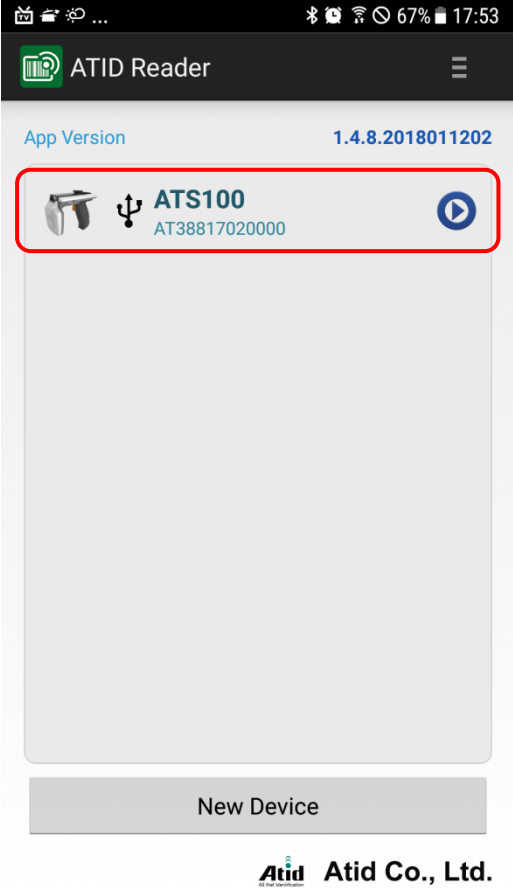 ... 67% 17:53
ATID Reader
App Version 1.4.8.2018011202
ATS100
AT38817020000
New Device
Atid Atid Co., Ltd.
All that Identification